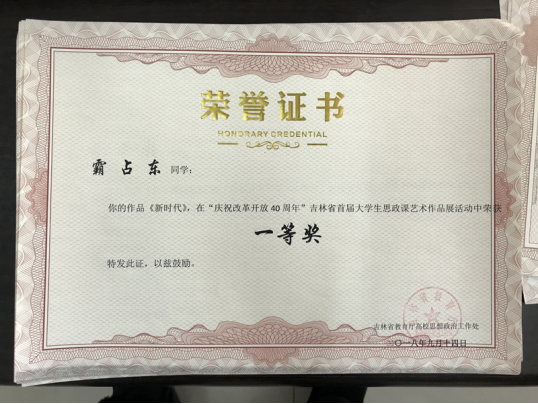 荣誉证书
HONORARY CREDENTIAL
霸占东 同学：
你的作品《新时代》，在“庆祝改革开放40周年”吉林省首届大学生思政课艺术作品展活动中荣获
一等奖
特发此证，以兹鼓励。
吉林省教育厅高校思想政治工作处
二〇一八年九月十四日